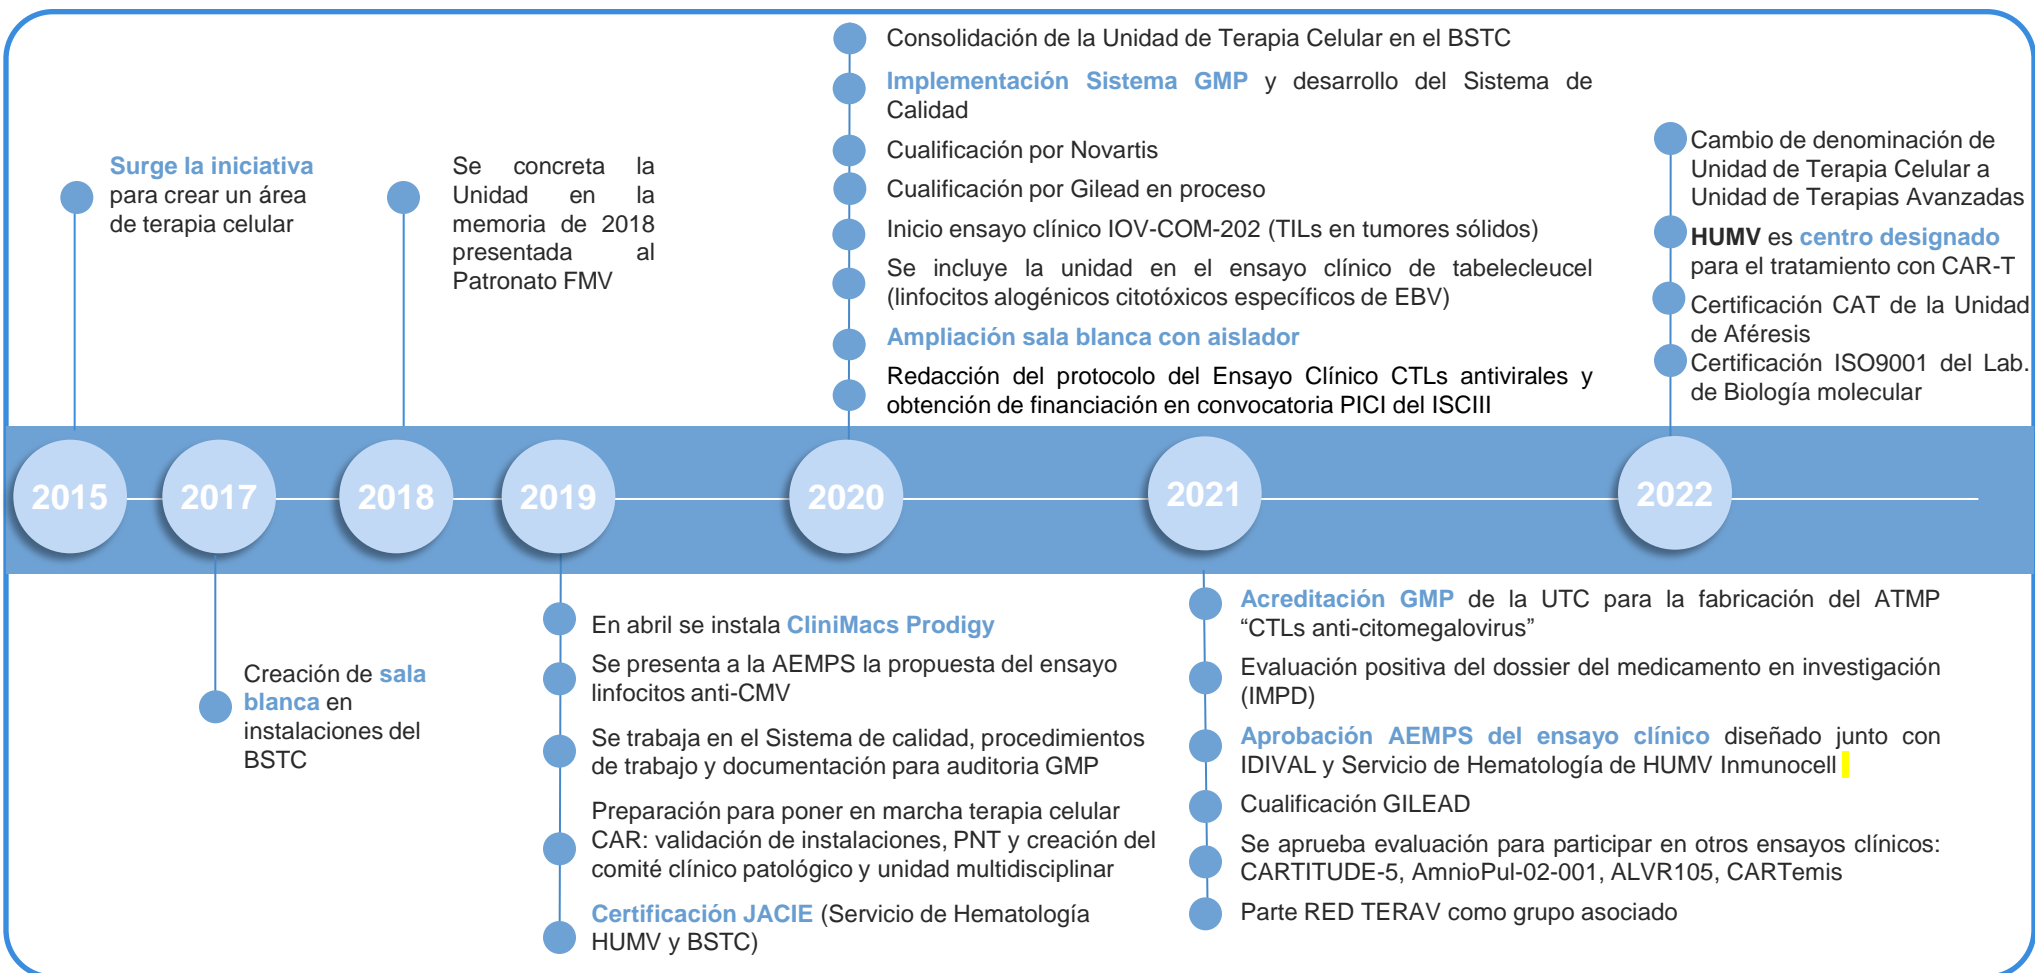 Surge la iniciativa
para crear un área
de terapia celular
Se concreta la
Unidad en la
memoria de 2018
presentada al
Patronato FMV
Consolidación de la Unidad de Terapia Celular en el BSTC
Implementación Sistema GMP y desarrollo del Sistema de
Calidad
Cualificación por Novartis
Cualificación por Gilead en proceso
Inicio ensayo clínico IOV-COM-202 (TILs en tumores sólidos)
Se incluye la unidad en el ensayo clínico de tabelecleucel
(linfocitos alogénicos citotóxicos específicos de EBV)
Ampliación sala blanca con aislador
Redacción del protocolo del Ensayo Clínico CTLs antivirales y
obtención de financiación en convocatoria PICI del ISCIII
Cambio de denominación de
Unidad de Terapia Celular a
Unidad de Terapias Avanzadas
HUMV es centro designado
para el tratamiento con CAR-T
Certificación CAT de la Unidad
de Aféresis
Certificación ISO9001 del Lab.
de Biología molecular
2015
2017
2018
2019
2020
2021
2022
Creación de sala
blanca en
instalaciones del
BSTC
En abril se instala CliniMacs Prodigy
Se presenta a la AEMPS la propuesta del ensayo
linfocitos anti-CMV
Se trabaja en el Sistema de calidad, procedimientos
de trabajo y documentación para auditoria GMP
Preparación para poner en marcha terapia celular
CAR: validación de instalaciones, PNT y creación del
comité clínico patológico y unidad multidisciplinar
Certificación JACIE (Servicio de Hematología
HUMV y BSTC)
Acreditación GMP de la UTC para la fabricación del ATMP
“CTLs anti-citomegalovirus”
Evaluación positiva del dossier del medicamento en investigación
(IMPD)
Aprobación AEMPS del ensayo clínico diseñado junto con
IDIVAL y Servicio de Hematología de HUMV Inmunocell
Cualificación GILEAD
Se aprueba evaluación para participar en otros ensayos clínicos:
CARTITUDE-5, AmnioPul-02-001, ALVR105, CARTemis
Parte RED TERAV como grupo asociado